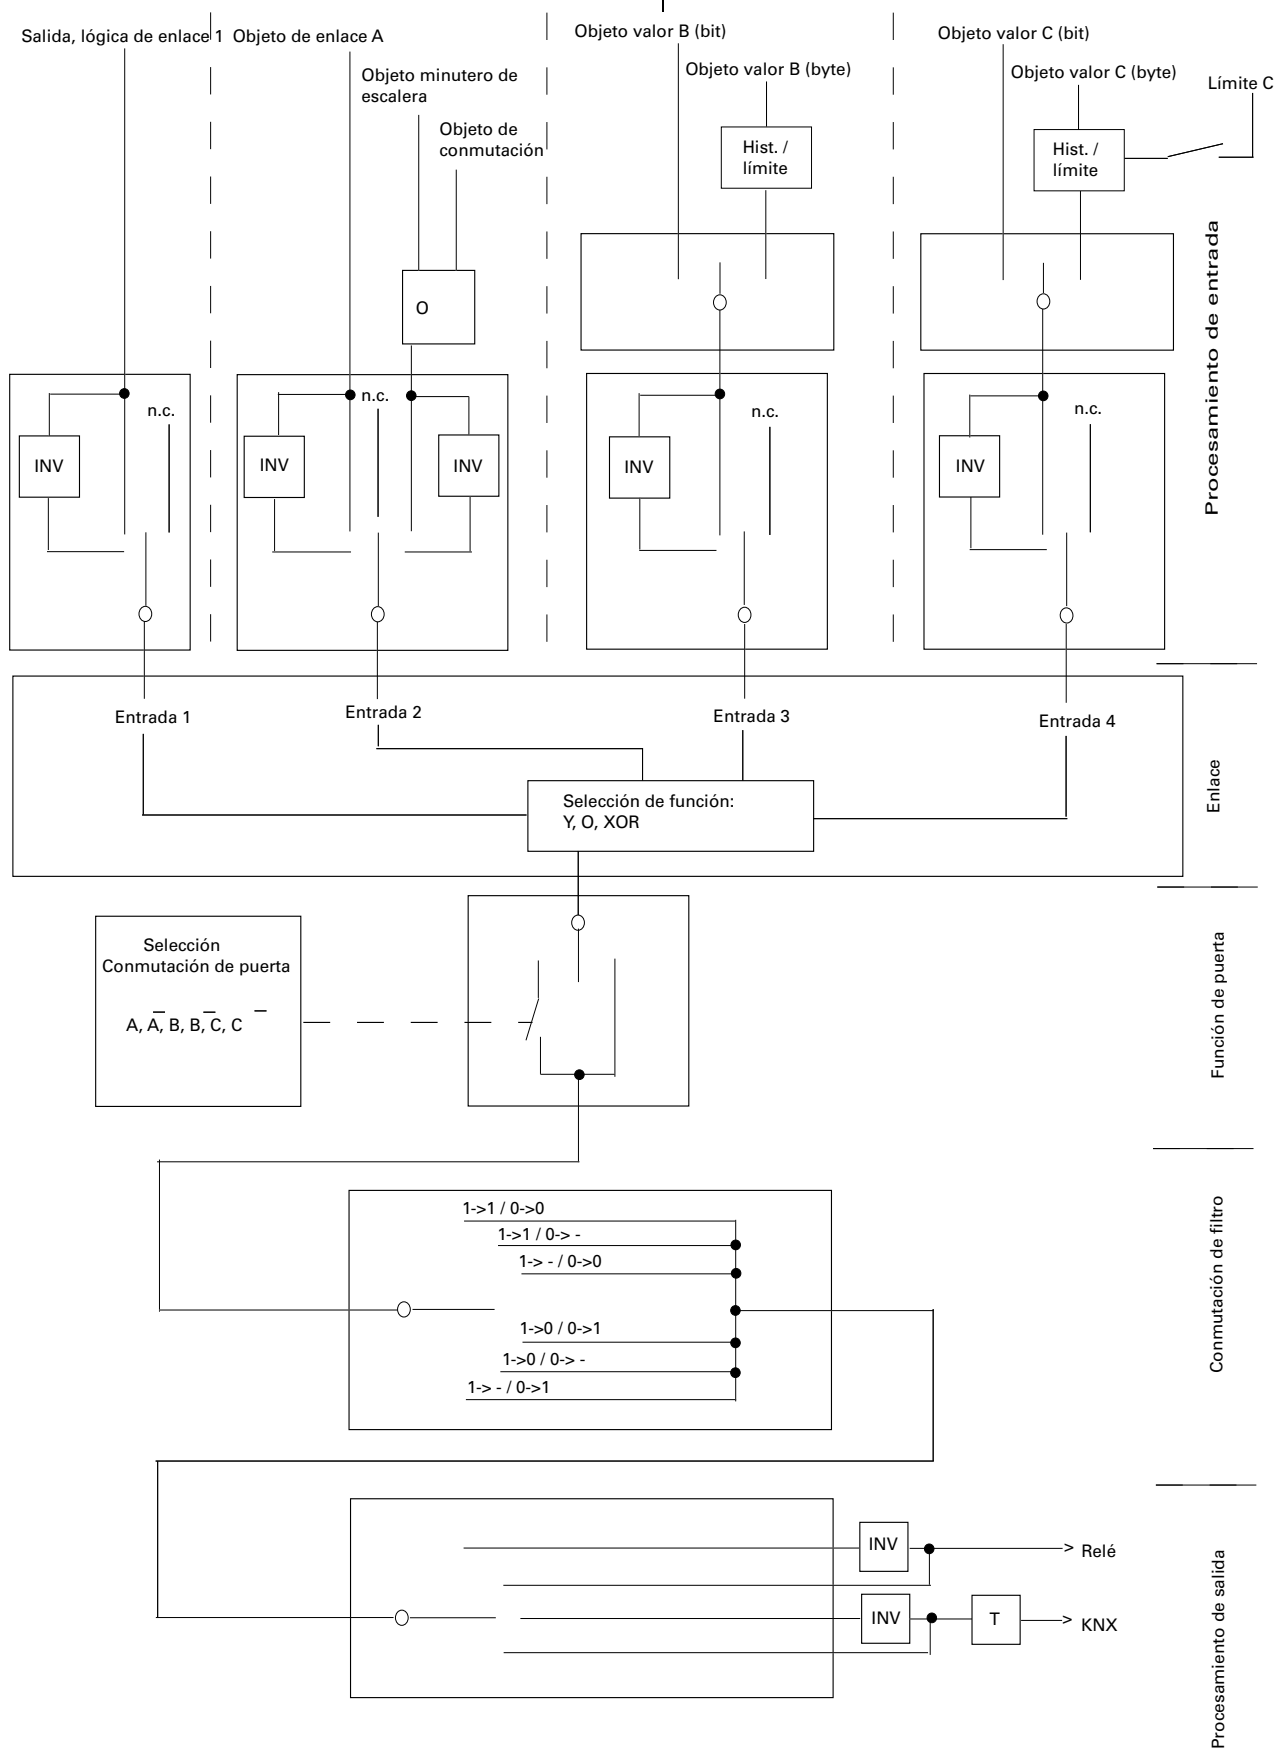 Salida, lógica de enlace 1
Objeto de enlace A
Objeto valor B (bit)
Objeto valor C (bit)
Objeto minutero de
escalera
Objeto valor B (byte)
Objeto valor C (byte)
Límite C
Objeto de
conmutación
Hist. /
límite
Hist. /
límite
Procesamiento de entrada
O
n.c.
n.c.
n.c.
n.c.
INV
INV
INV
INV
INV
Entrada 1
Entrada 2
Entrada 3
Entrada 4
Enlace
Selección de función:
Y, O, XOR
Selección
Conmutación de puerta
A, A̅, B, B, C̅, C
Función de puerta
1->1 / 0->0
1->1 / 0-> -
1-> - / 0->0
1->0 / 0->1
1->0 / 0-> -
1-> - / 0->1
Conmutación de filtro
INV
> Relé
INV
T
> KNX
Procesamiento de salida